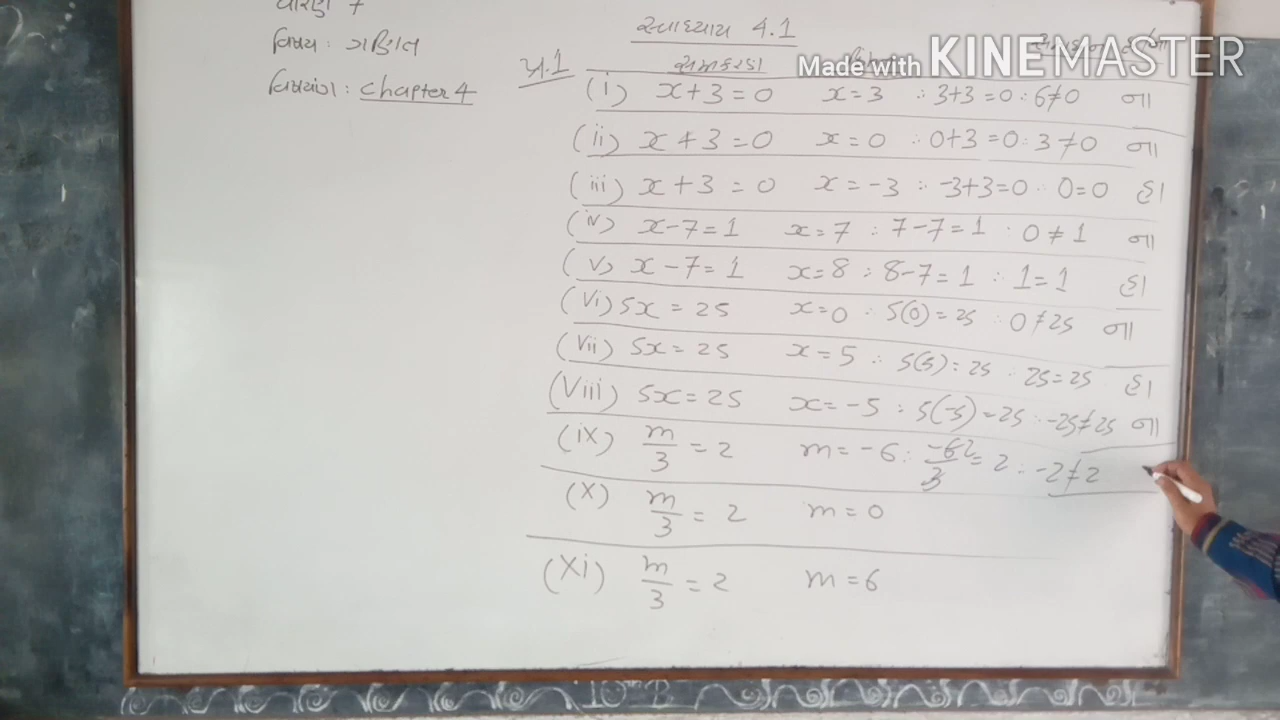 ધોરણ 7
વિષય: ગણિત
વિષયાંગ: Chapter 4
સ્વાધ્યાય 4.1
Made with KINEMASTER
પ્ર.1 સમીકરણ
(i) x+3=0 x=3 ∴ 3+3=0 ∴ 6≠0 ના
(ii) x+3=0 x=0 ∴ 0+3=0 ∴ 3≠0 ના
(iii) x+3=0 x=-3 ∴ -3+3=0 ∴ 0=0 હા
(iv) x-7=1 x=7 ∴ 7-7=1 ∴ 0≠1 ના
(v) x-7=1 x=8 ∴ 8-7=1 ∴ 1=1 હા
(vi) 5x=25 x=0 ∴ 5(0)=25 ∴ 0≠25 ના
(vii) 5x=25 x=5 ∴ 5(5)=25 ∴ 25=25 હા
(viii) 5x=25 x=-5 ∴ 5(-5)=25 ∴ -25≠25 ના
(ix) m/3=2 m=-6 ∴ -6/3=2 ∴ -2≠2
(x) m/3=2 m=0
(xi) m/3=2 m=6